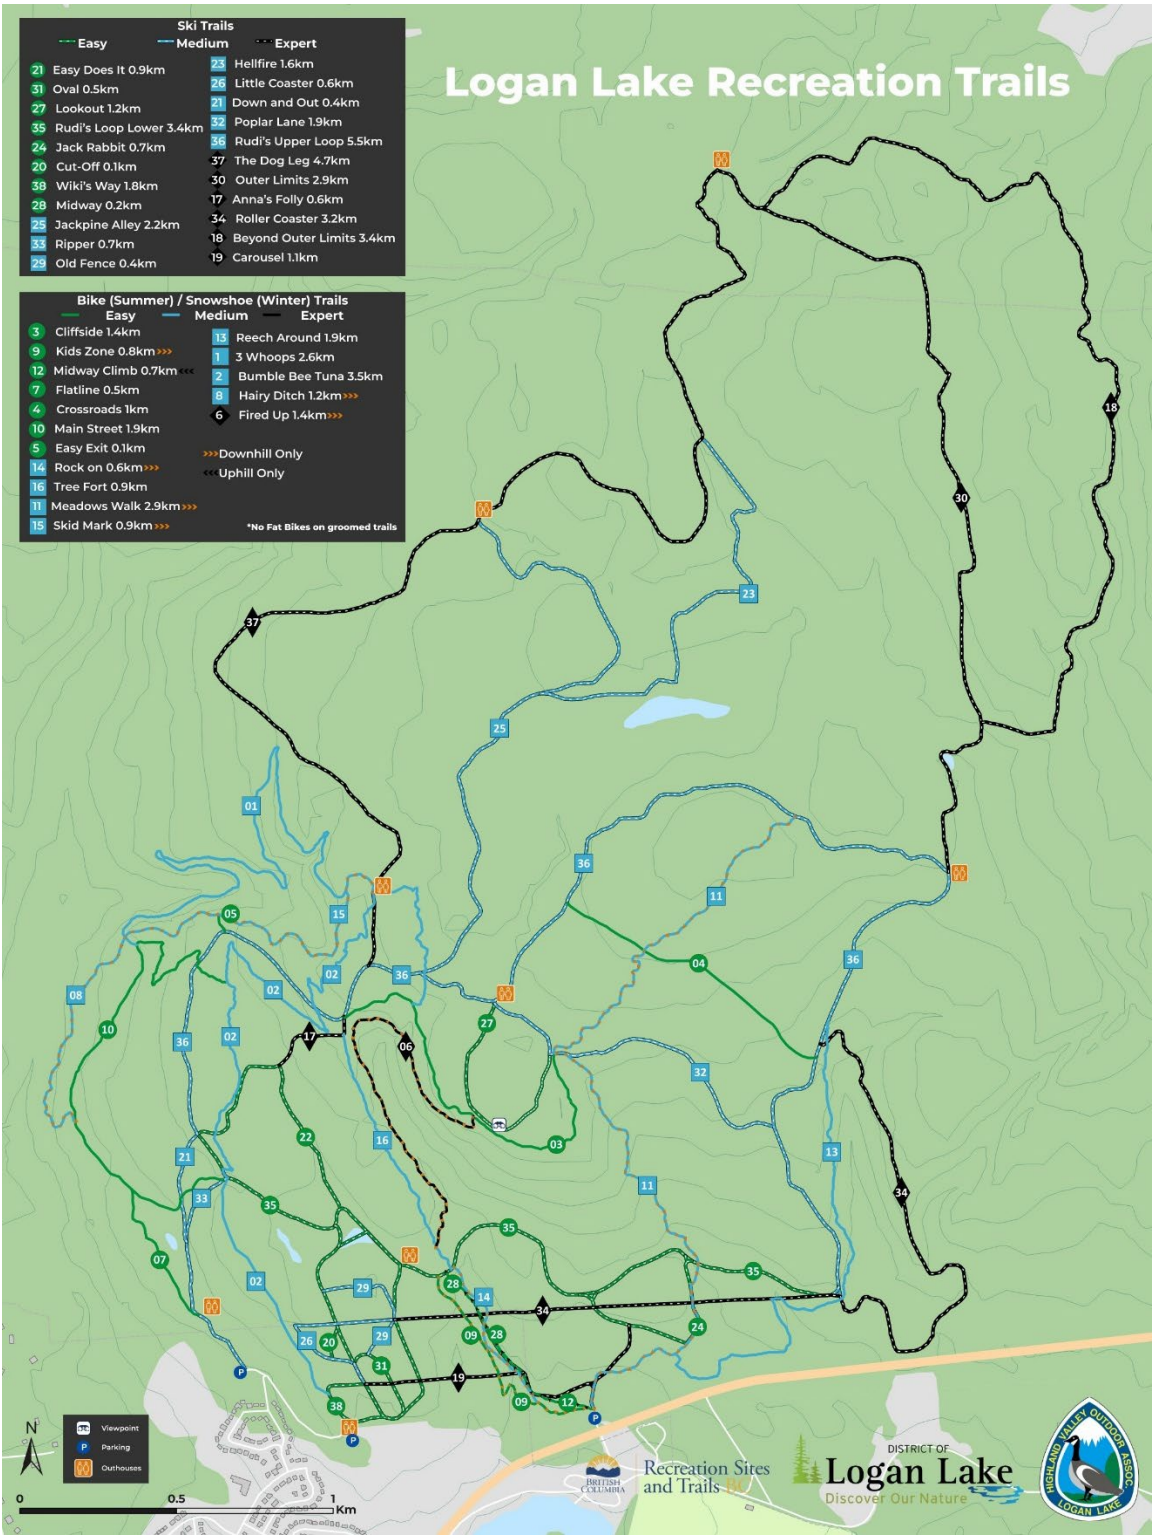 Logan Lake Recreation Trails
Ski Trails
Easy Medium Expert
21 Easy Does It 0.9km
31 Oval 0.5km
27 Lookout 1.2km
35 Rudi's Loop Lower 3.4km
24 Jack Rabbit 0.7km
20 Cut-Off 0.1km
38 Wiki's Way 1.8km
28 Midway 0.2km
25 Jackpine Alley 2.2km
33 Ripper 0.7km
29 Old Fence 0.4km
23 Hellfire 1.6km
26 Little Coaster 0.6km
21 Down and Out 0.4km
32 Poplar Lane 1.9km
36 Rudi's Upper Loop 5.5km
37 The Dog Leg 4.7km
30 Outer Limits 2.9km
17 Anna's Folly 0.6km
34 Roller Coaster 3.2km
18 Beyond Outer Limits 3.4km
19 Carousel 1.1km
Bike (Summer) / Snowshoe (Winter) Trails
Easy Medium Expert
3 Cliffside 1.4km
9 Kids Zone 0.8km>>>
12 Midway Climb 0.7km<<<
7 Flatline 0.5km
4 Crossroads 1km
10 Main Street 1.9km
5 Easy Exit 0.1km
14 Rock on 0.6km>>>
16 Tree Fort 0.9km
11 Meadows Walk 2.9km>>>
15 Skid Mark 0.9km>>>
13 Reech Around 1.9km
1 3 Whoops 2.6km
2 Bumble Bee Tuna 3.5km
8 Hairy Ditch 1.2km>>>
6 Fired Up 1.4km>>>
>>>Downhill Only
<<<Uphill Only
*No Fat Bikes on groomed trails
18
30
23
37
25
01
36
11
15
05
04
36
02
36
02
08
27
10
02
17
06
36
32
22
16
03
13
21
11
34
33
35
35
07
35
02
28
29
14
34
24
09
28
26
20
29
31
19
09
12
38
P
P
P
N
Viewpoint
P Parking
Outhouses
0 0.5 1
Km
BRITISH
COLUMBIA
Recreation Sites
and Trails BC
DISTRICT OF
Logan Lake
Discover Our Nature
HIGHLAND VALLEY OUTDOOR ASSOC.
LOGAN LAKE